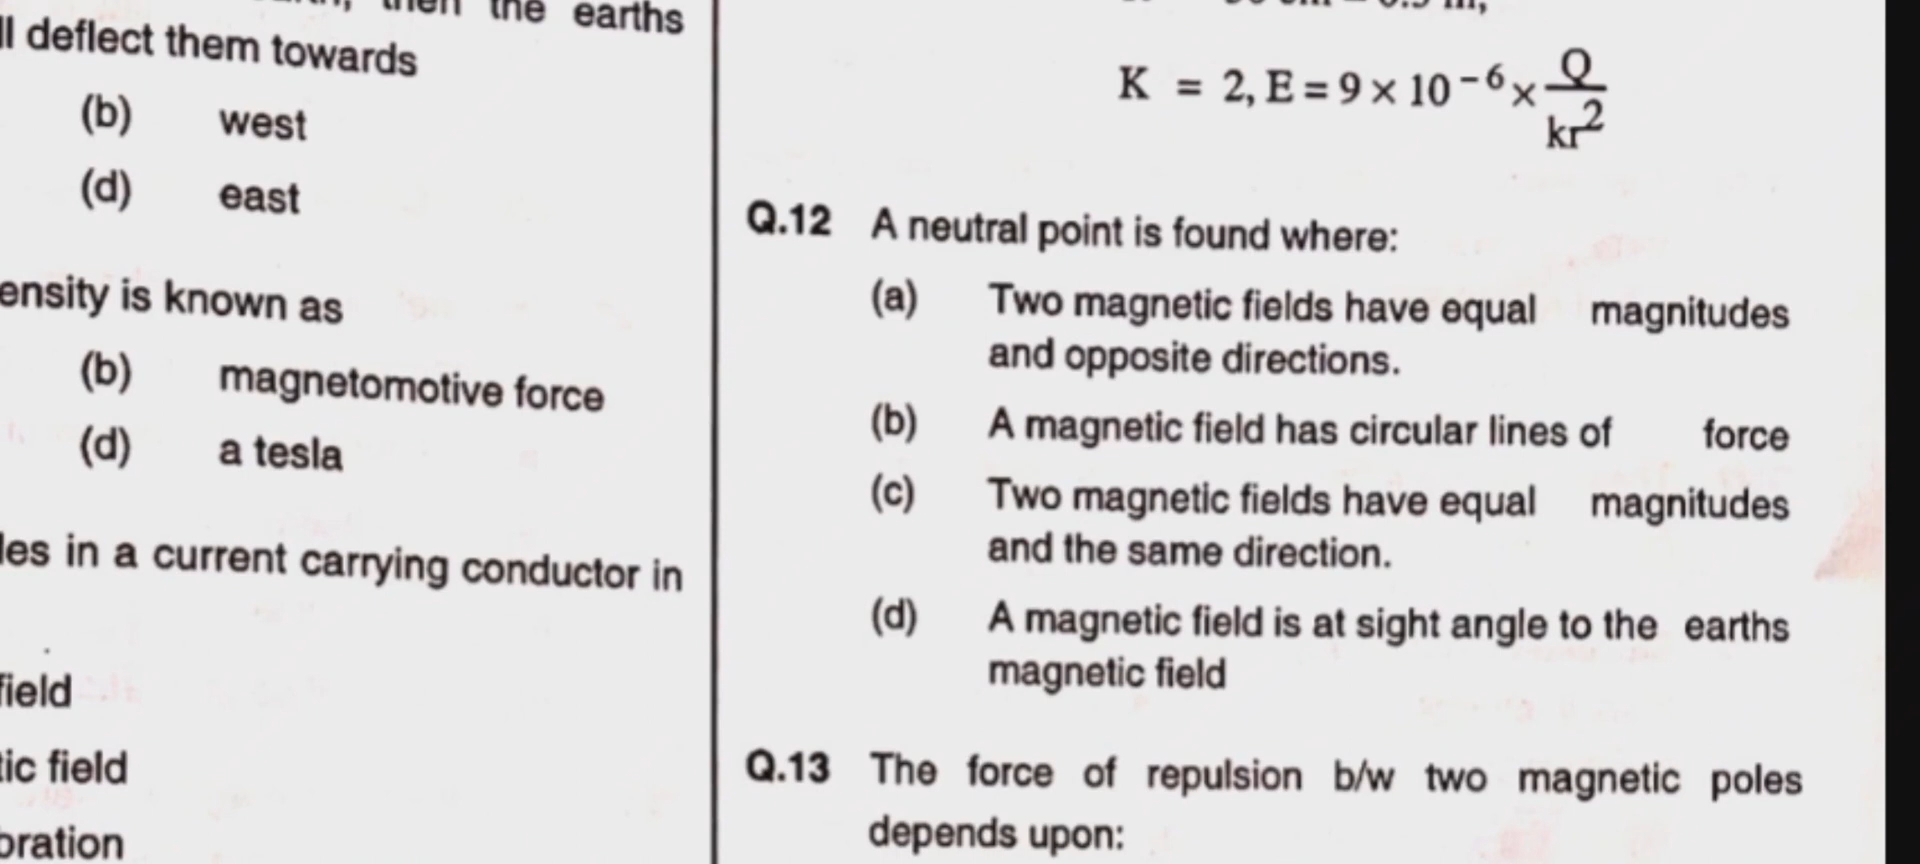 then the earths
ll deflect them towards
(b) west
(d) east
ensity is known as
(b) magnetomotive force
(d) a tesla
les in a current carrying conductor in
field
tic field
oration
K = 2, E = 9 × 10⁻⁶ × Q/kr²
Q.12 A neutral point is found where:
(a) Two magnetic fields have equal magnitudes
and opposite directions.
(b) A magnetic field has circular lines of force
(c) Two magnetic fields have equal magnitudes
and the same direction.
(d) A magnetic field is at sight angle to the earths
magnetic field
Q.13 The force of repulsion b/w two magnetic poles
depends upon: